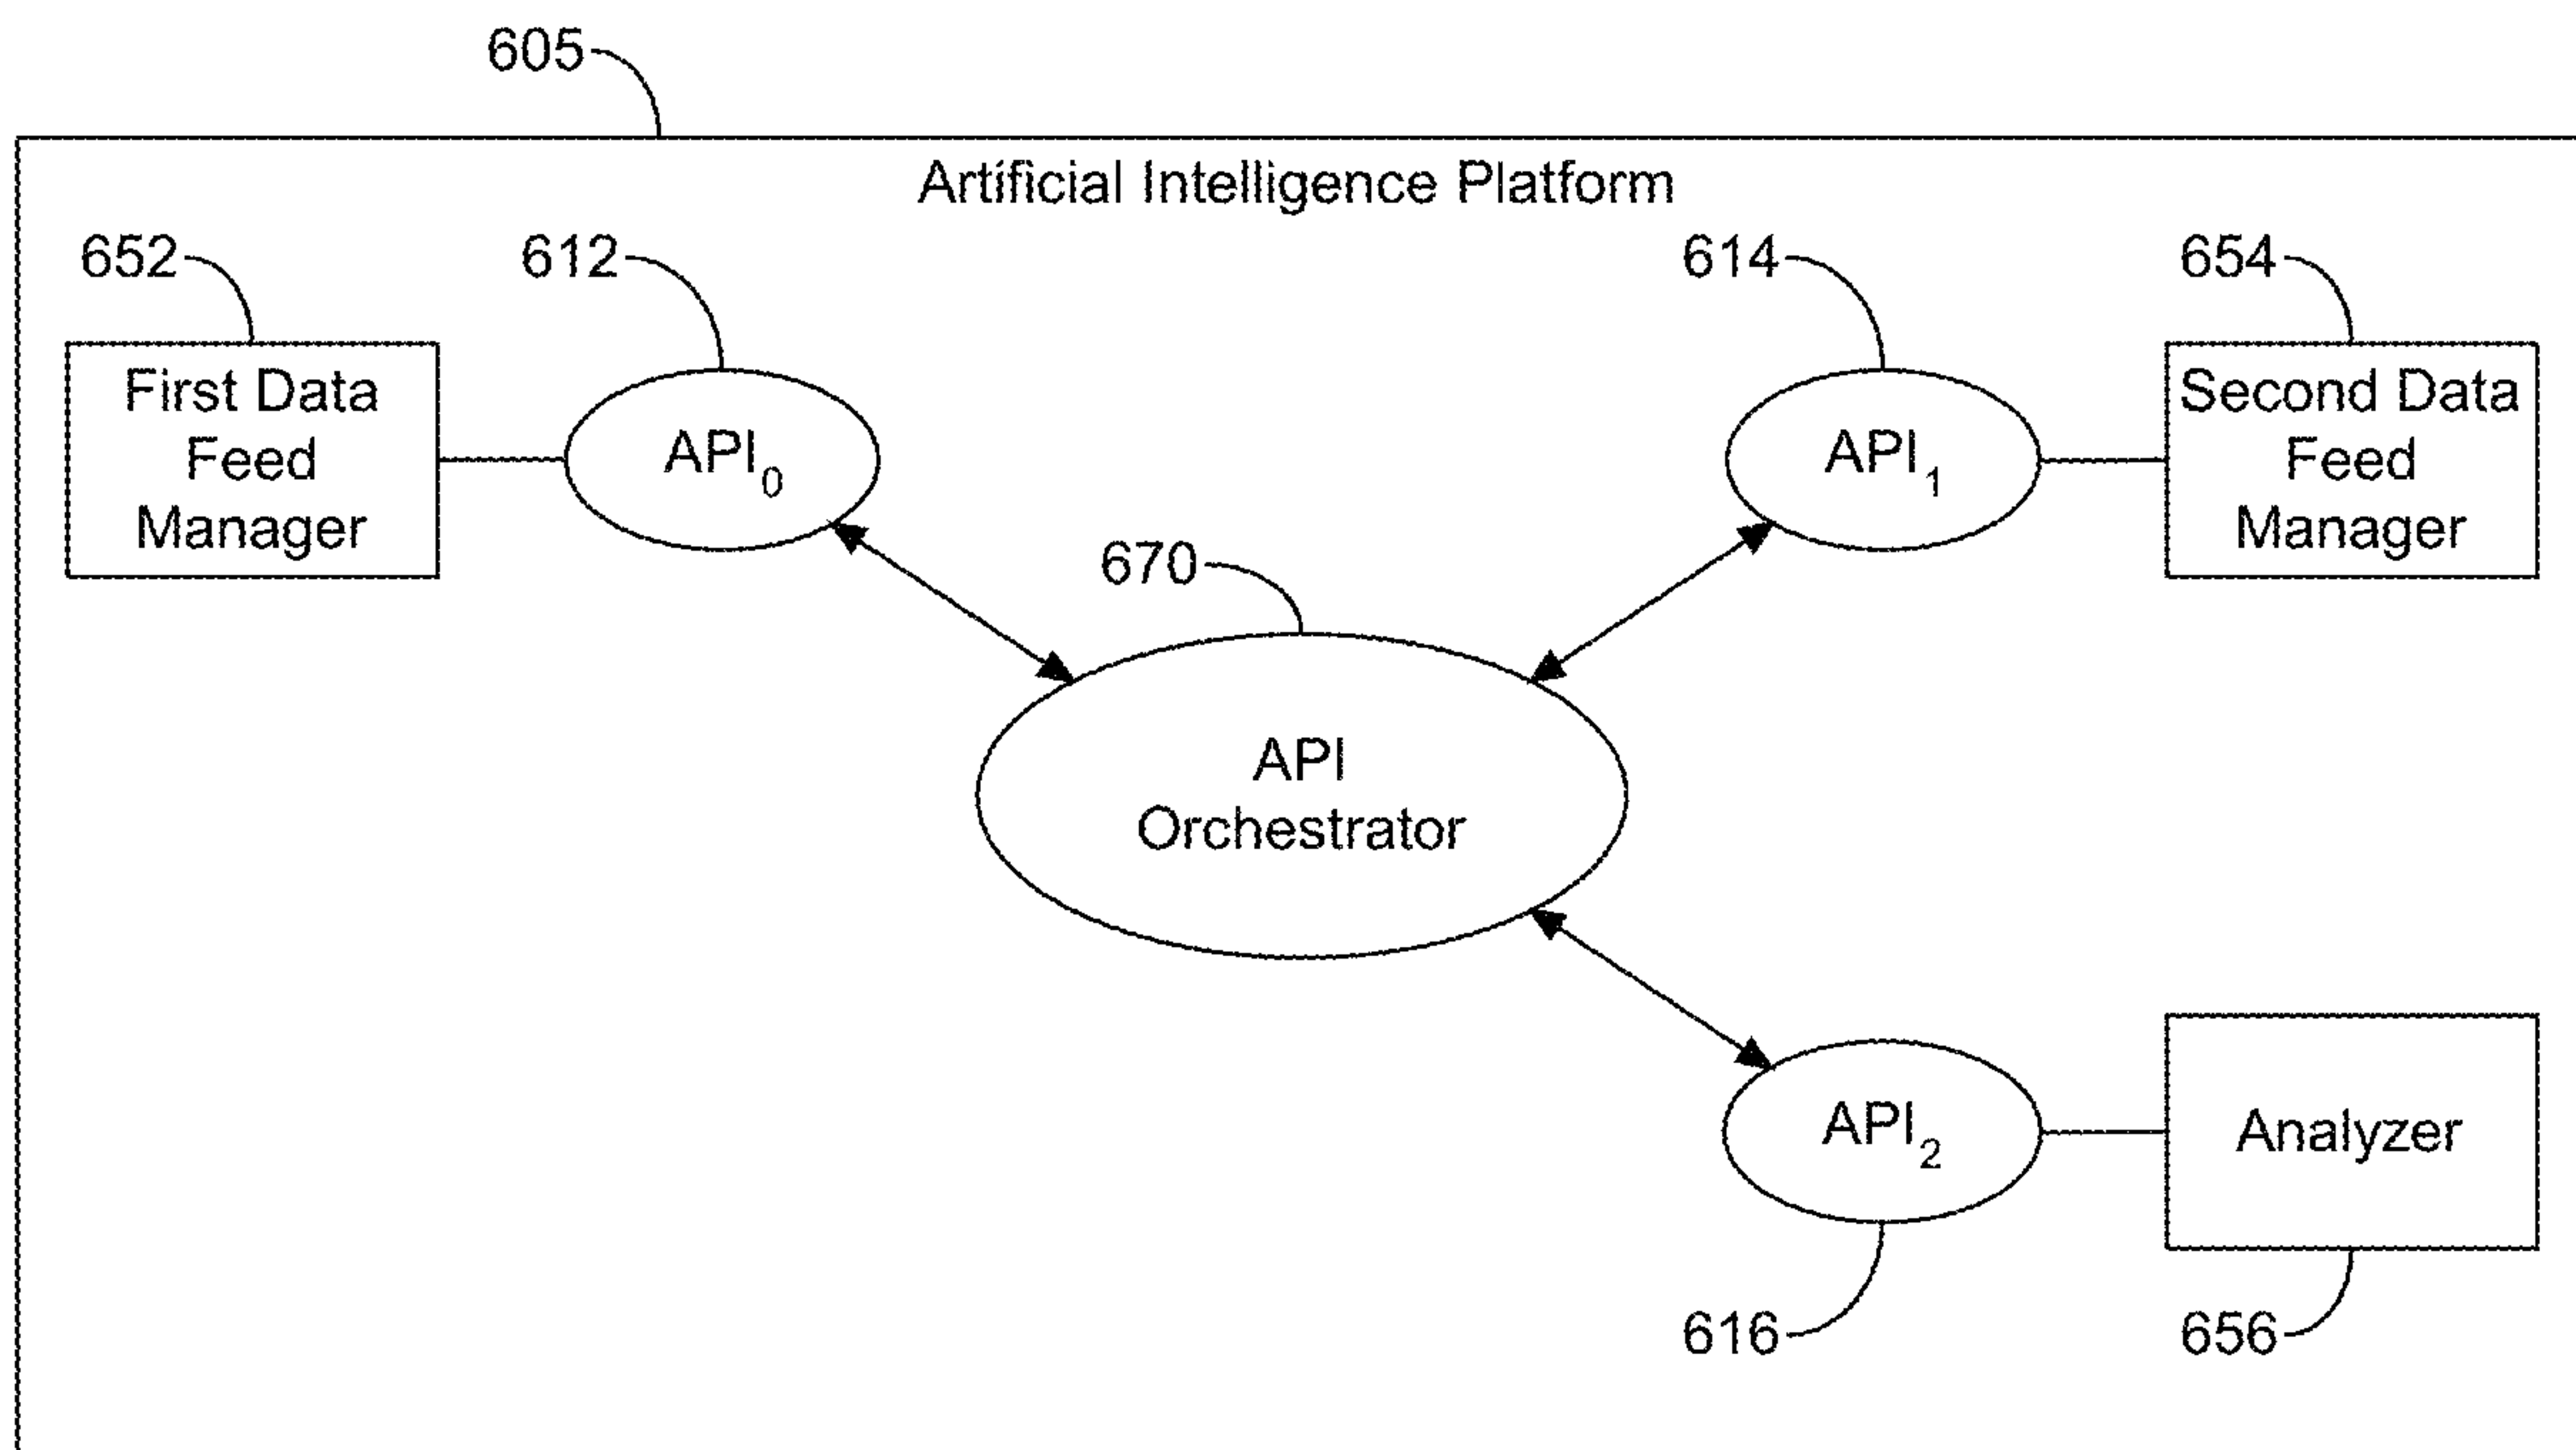 605
Artificial Intelligence Platform
652
612
614
654
First Data
Feed
Manager
API₀
API₁
Second Data
Feed
Manager
670
API
Orchestrator
API₂
Analyzer
616
656